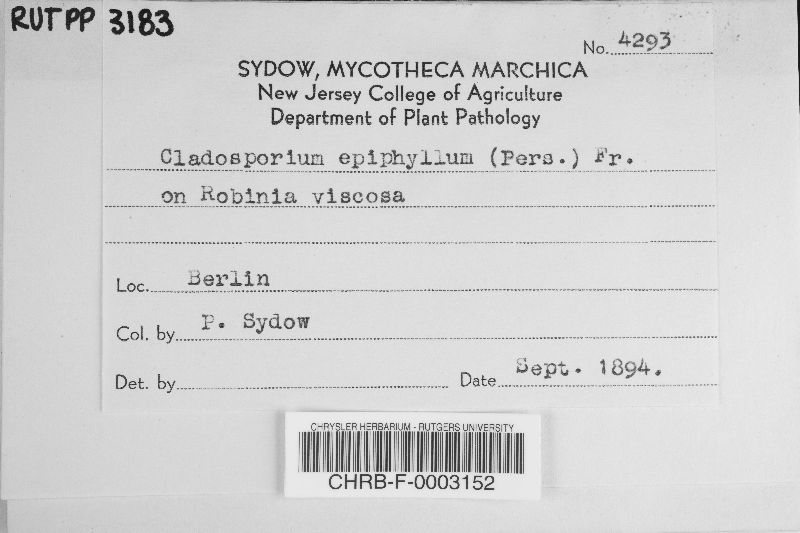 RUTPP 3183
No. 4293
SYDOW, MYCOTHECA MARCHICA
New Jersey College of Agriculture
Department of Plant Pathology
Cladosporium epiphyllum (Pers.) Fr.
on Robinia viscosa
Loc. Berlin
Col. by P. Sydow
Det. by Date Sept. 1894.
CHRYSLER HERBARIUM - RUTGERS UNIVERSITY
CHRB-F-0003152